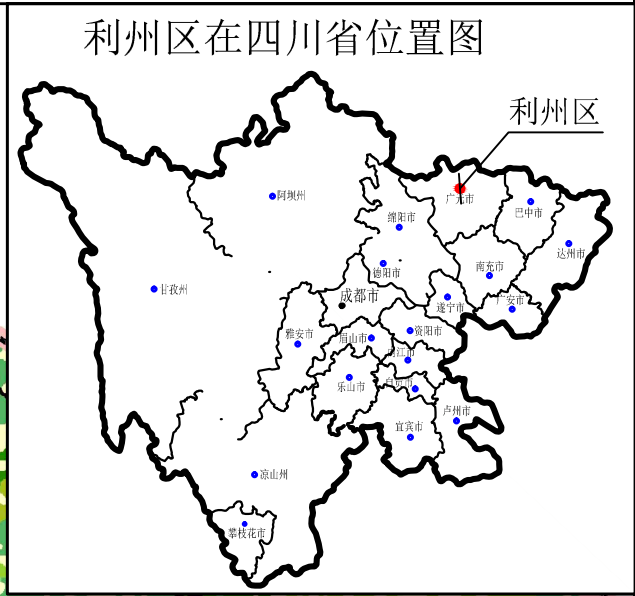 利州区在四川省位置图
利州区
广元市
阿坝州
巴中市
绵阳市
达州市
德阳市
南充市
甘孜州
成都市
遂宁市
广安市
雅安市
眉山市
资阳市
内江市
自贡市
乐山市
泸州市
宜宾市
凉山州
攀枝花市